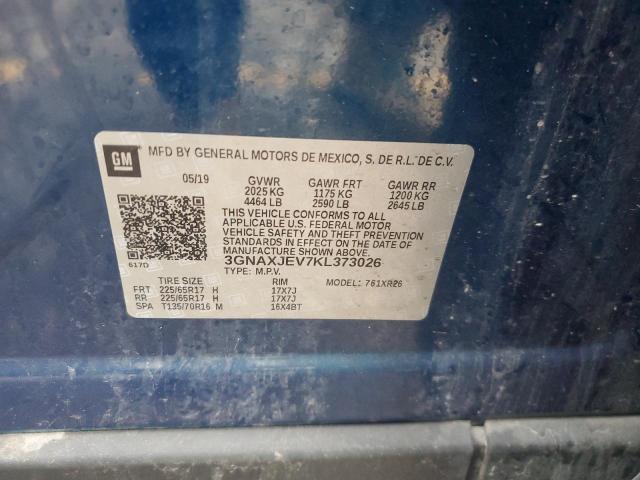 GM
MFD BY GENERAL MOTORS DE MEXICO, S. DE R.L. DE C.V.
05/19 GVWR GAWR FRT GAWR RR
2025 KG 1175 KG 1200 KG
4464 LB 2590 LB 2645 LB
THIS VEHICLE CONFORMS TO ALL
APPLICABLE U.S. FEDERAL MOTOR
VEHICLE SAFETY AND THEFT PREVENTION
STANDARDS IN EFFECT ON THE DATE OF
MANUFACTURE SHOWN ABOVE.
617D 3GNAXJEV7KL373026
TYPE: M.P.V.
TIRE SIZE RIM MODEL: 761XR26
FRT 225/65R17 H 17X7J
RR 225/65R17 H 17X7J
SPA T135/70R16 M 16X4BT